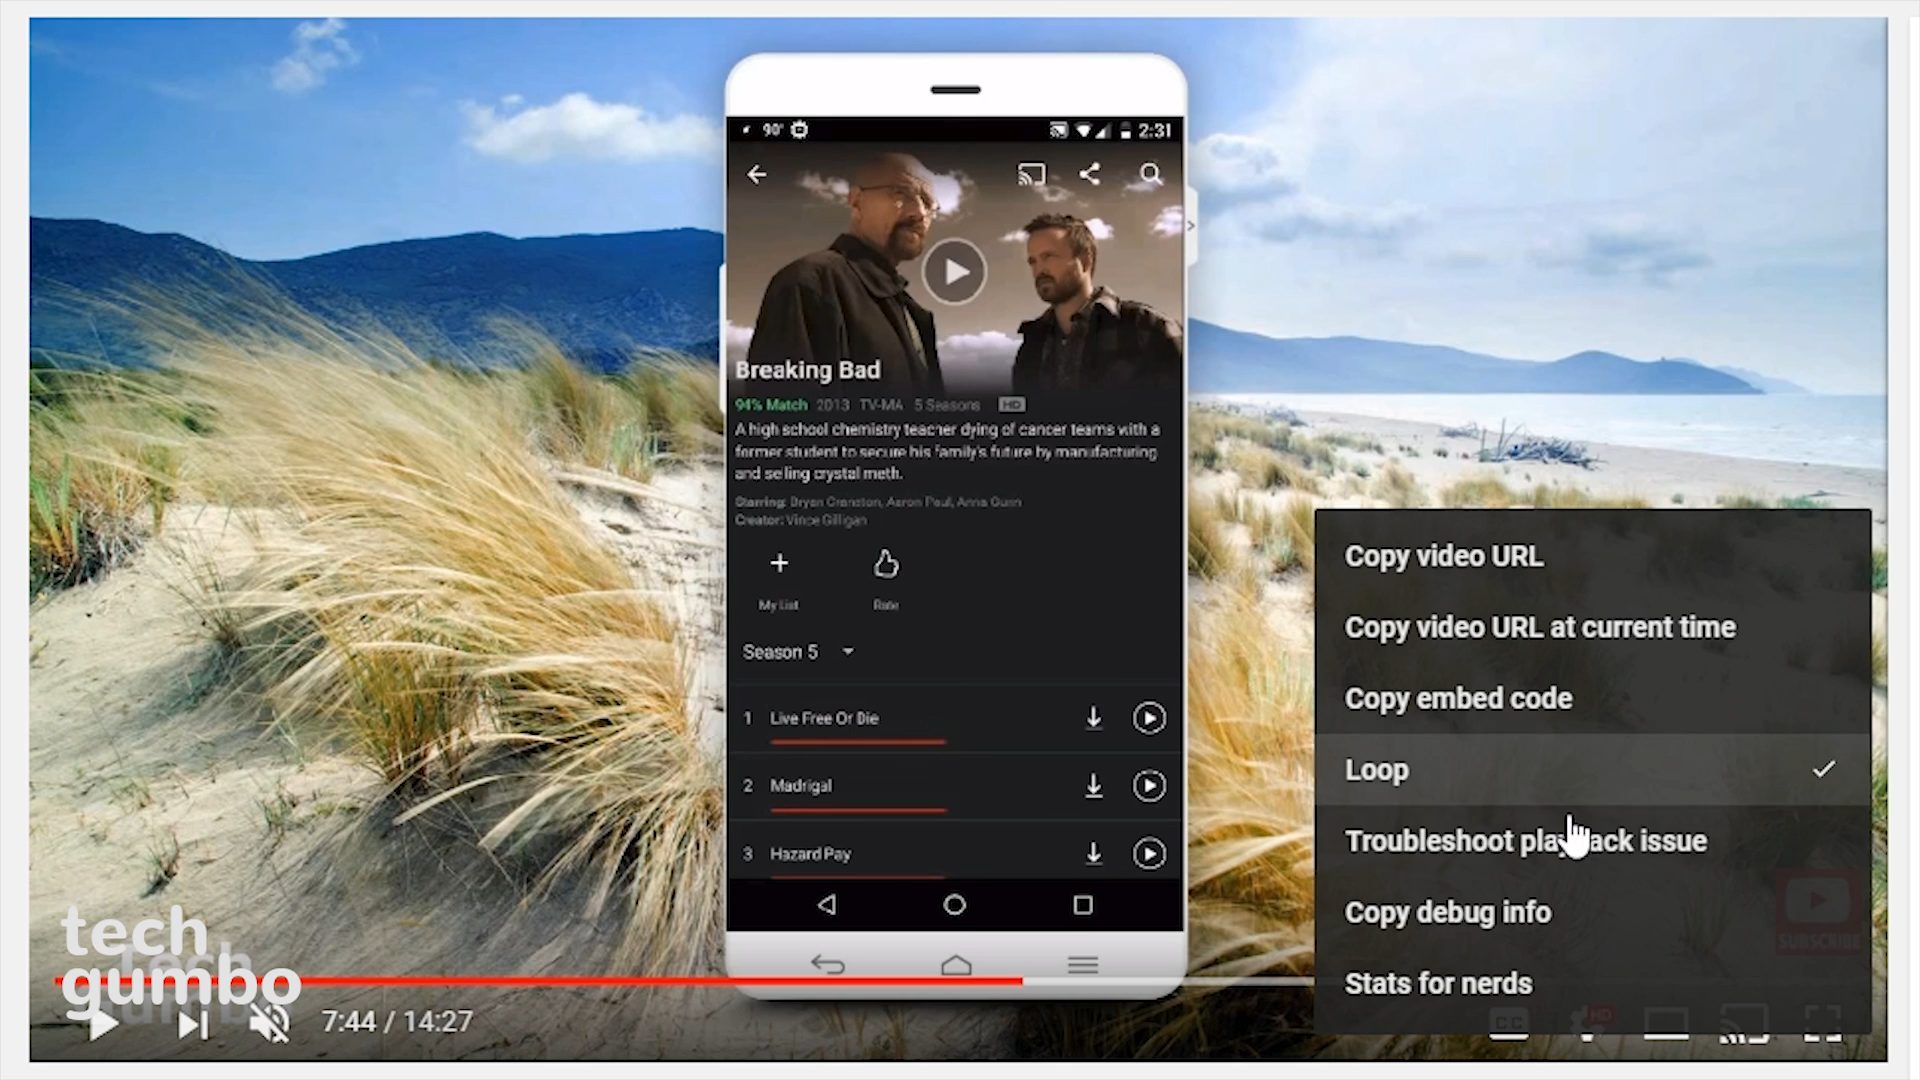 90°
2:31
Breaking Bad
94% Match 2013 TV-MA 5 Seasons HD
A high school chemistry teacher dying of cancer teams with a
former student to secure his family's future by manufacturing
and selling crystal meth.
Starring: Bryan Cranston, Aaron Paul, Anna Gunn
Creator: Vince Gilligan
My List
Rate
Season 5
1 Live Free Or Die
2 Madrigal
3 Hazard Pay
Copy video URL
Copy video URL at current time
Copy embed code
Loop
Troubleshoot playback issue
Copy debug info
Stats for nerds
SUBSCRIBE
tech
gumbo
7:44 / 14:27
CC
HD